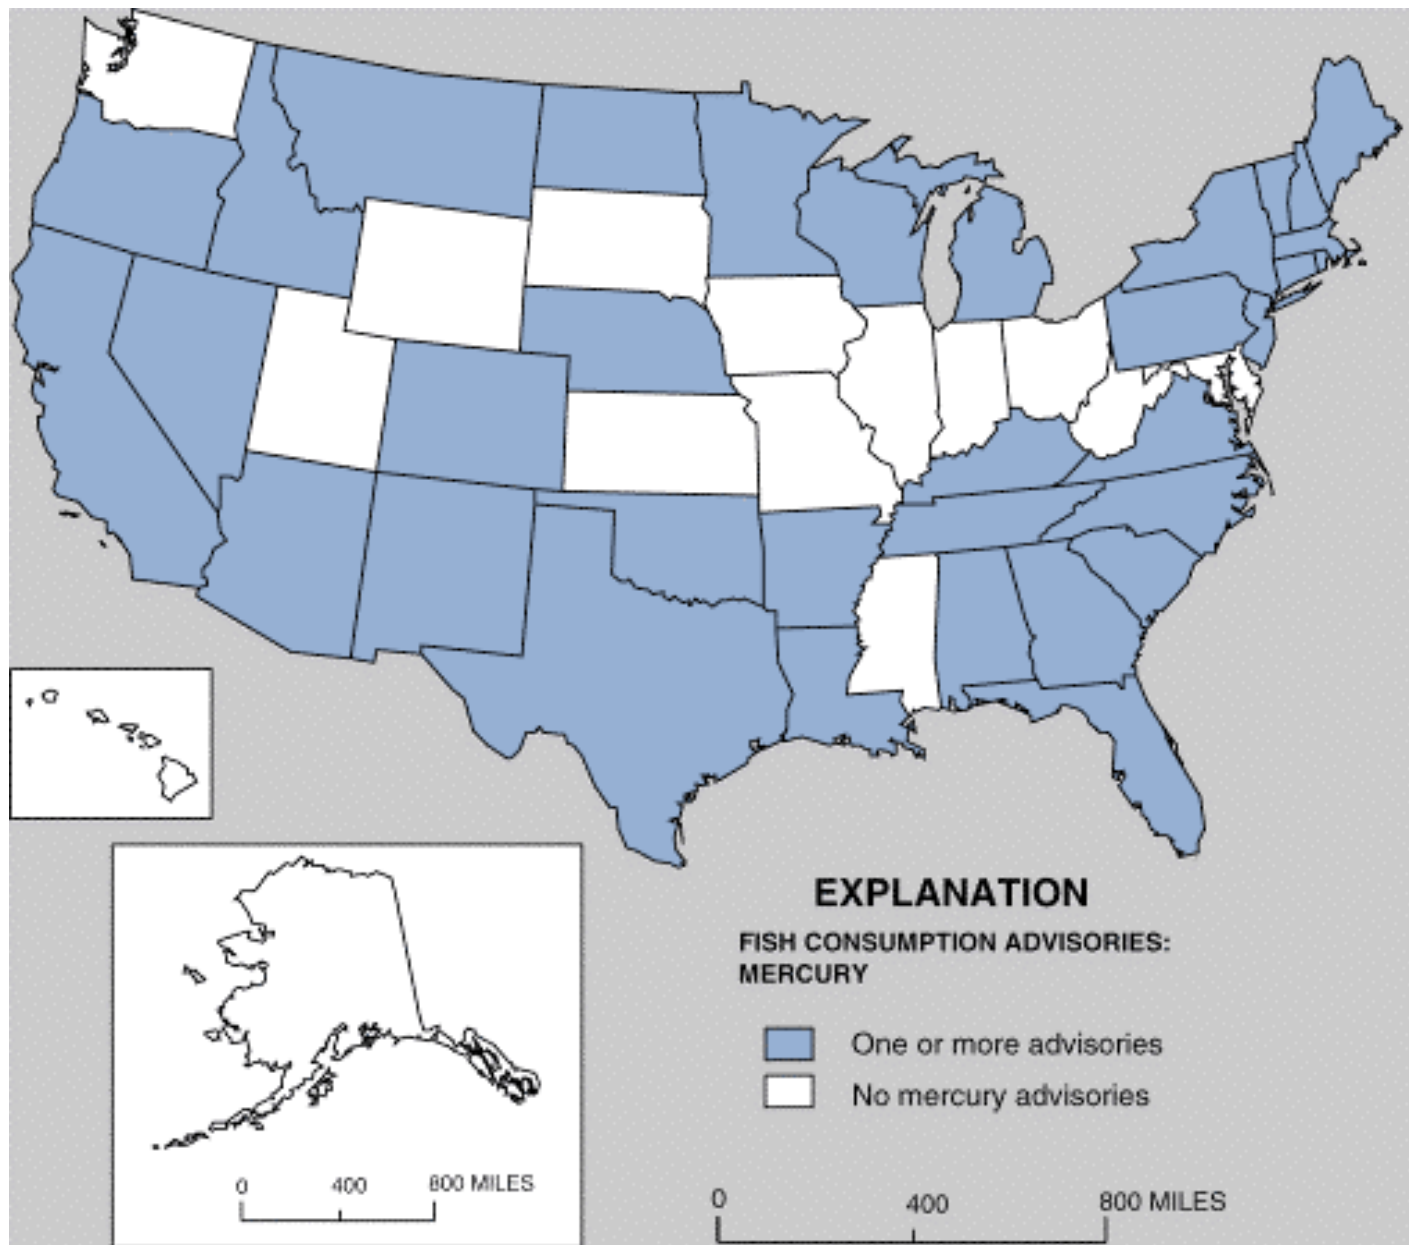 EXPLANATION
FISH CONSUMPTION ADVISORIES:
MERCURY
One or more advisories
No mercury advisories
0 400 800 MILES
0 400 800 MILES